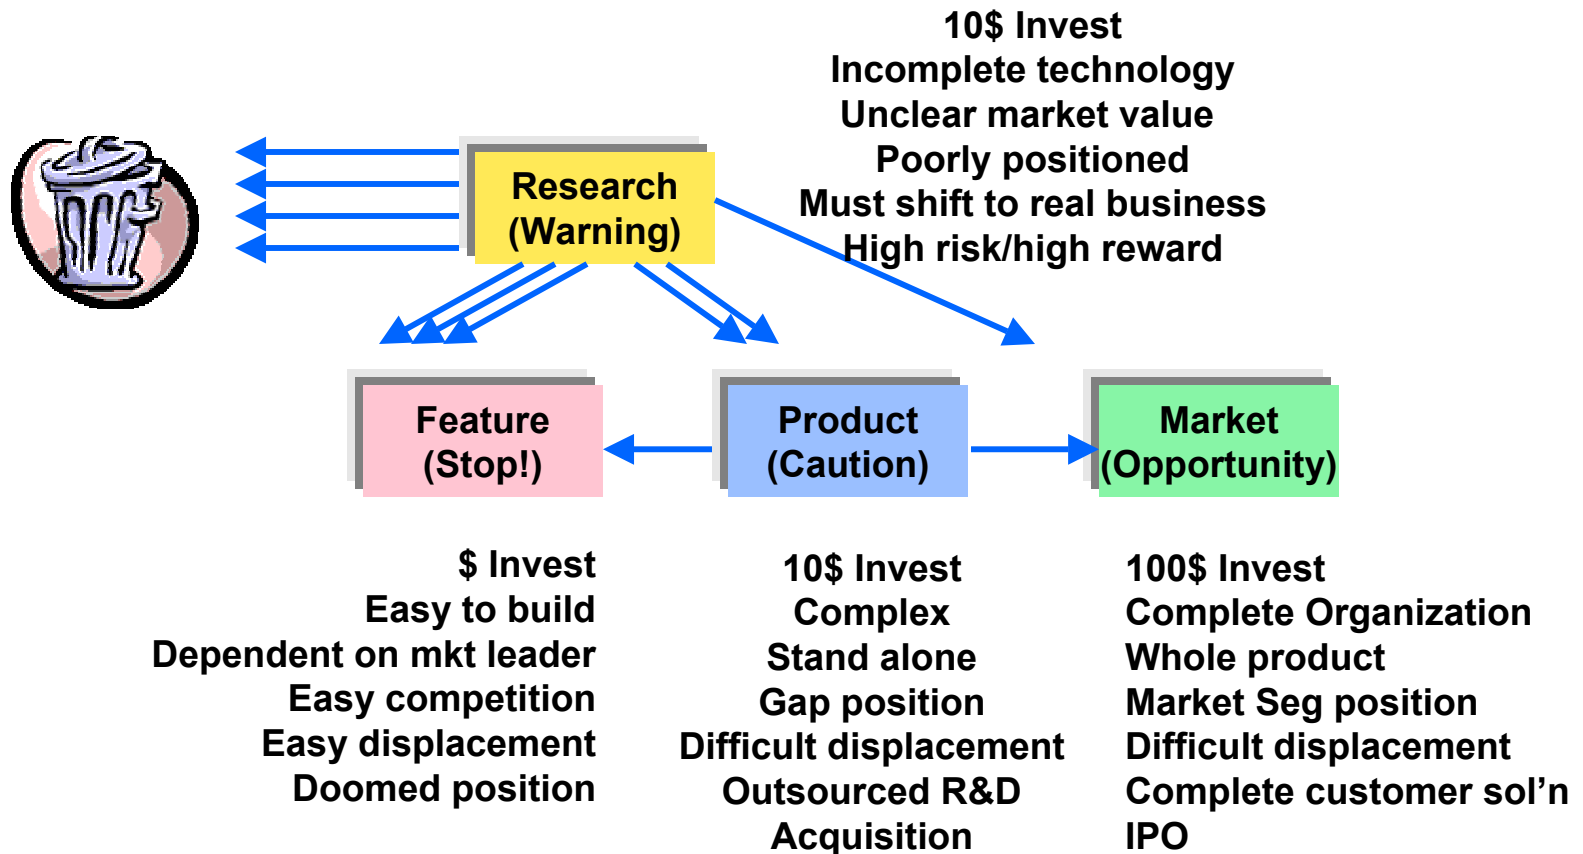 10$ Invest
Incomplete technology
Unclear market value
Poorly positioned
Must shift to real business
High risk/high reward
Research
(Warning)
Feature
(Stop!)
Product
(Caution)
Market
(Opportunity)
$ Invest
Easy to build
Dependent on mkt leader
Easy competition
Easy displacement
Doomed position
10$ Invest
Complex
Stand alone
Gap position
Difficult displacement
Outsourced R&D
Acquisition
100$ Invest
Complete Organization
Whole product
Market Seg position
Difficult displacement
Complete customer sol’n
IPO